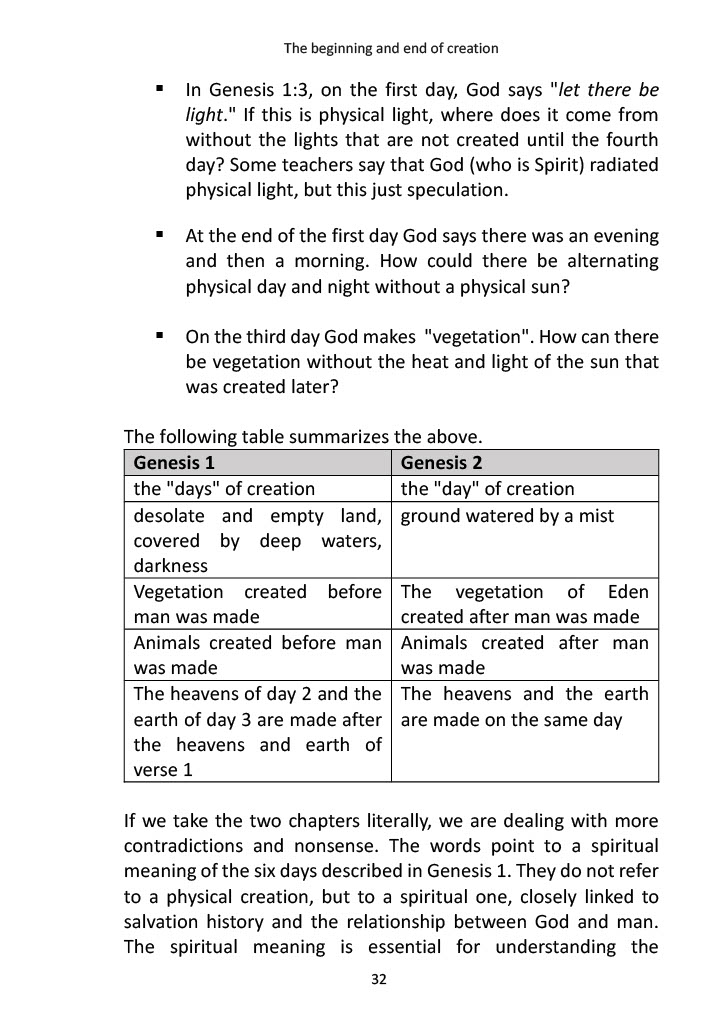 The beginning and end of creation
▪ In Genesis 1:3, on the first day, God says "let there be
light." If this is physical light, where does it come from
without the lights that are not created until the fourth
day? Some teachers say that God (who is Spirit) radiated
physical light, but this just speculation.
▪ At the end of the first day God says there was an evening
and then a morning. How could there be alternating
physical day and night without a physical sun?
▪ On the third day God makes "vegetation". How can there
be vegetation without the heat and light of the sun that
was created later?
The following table summarizes the above.
Genesis 1
Genesis 2
the "days" of creation
the "day" of creation
desolate and empty land,
covered by deep waters,
darkness
ground watered by a mist
Vegetation created before
man was made
The vegetation of Eden
created after man was made
Animals created before man
was made
Animals created after man
was made
The heavens of day 2 and the
earth of day 3 are made after
the heavens and earth of
verse 1
The heavens and the earth
are made on the same day
If we take the two chapters literally, we are dealing with more
contradictions and nonsense. The words point to a spiritual
meaning of the six days described in Genesis 1. They do not refer
to a physical creation, but to a spiritual one, closely linked to
salvation history and the relationship between God and man.
The spiritual meaning is essential for understanding the
32